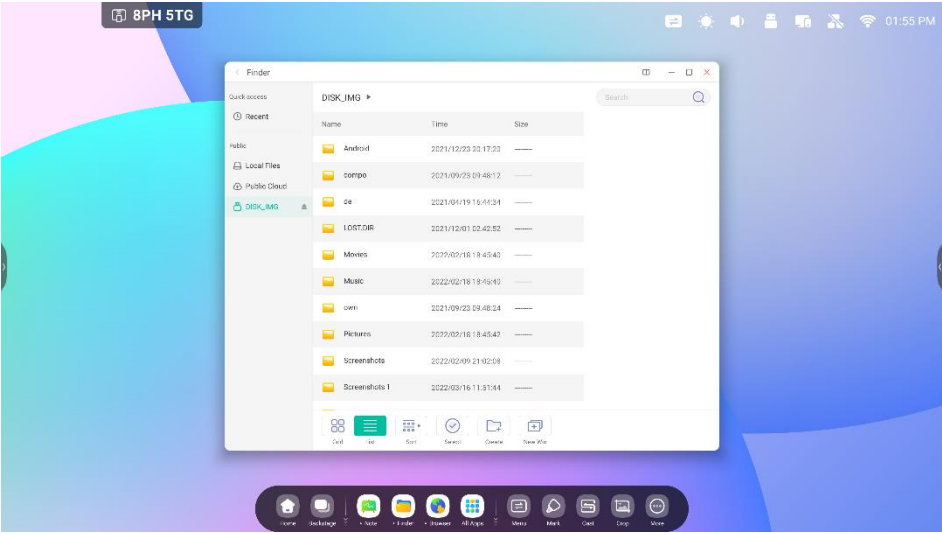 8PH 5TG
01:55 PM
Finder
Quick access
Recent
Public
Local Files
Public Cloud
DISK_IMG
DISK_IMG
Search
Name Time Size
Android 2021/12/23 20:17:20 -------
compo 2021/09/23 09:48:12 -------
de 2021/04/19 16:44:34 -------
LOST.DIR 2021/12/01 02:42:52 -------
Movies 2022/02/18 18:45:40 -------
Music 2022/02/18 18:45:40 -------
own 2021/09/23 09:48:24 -------
Pictures 2022/02/18 18:45:42 -------
Screenshots 2022/02/09 21:02:08 -------
Screenshots 1 2022/03/16 11:51:44 -------
Grid List Sort Select Create New Win
Home Backstage Note Finder Browser All Apps Menu Mark Cast Crop More